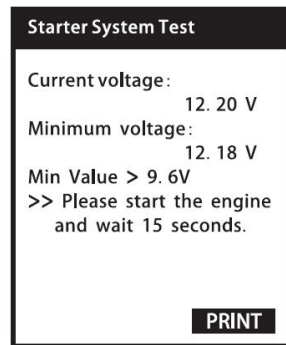 Starter System Test
Current voltage:
12. 20 V
Minimum voltage:
12. 18 V
Min Value > 9. 6V
>> Please start the engine
and wait 15 seconds.
PRINT